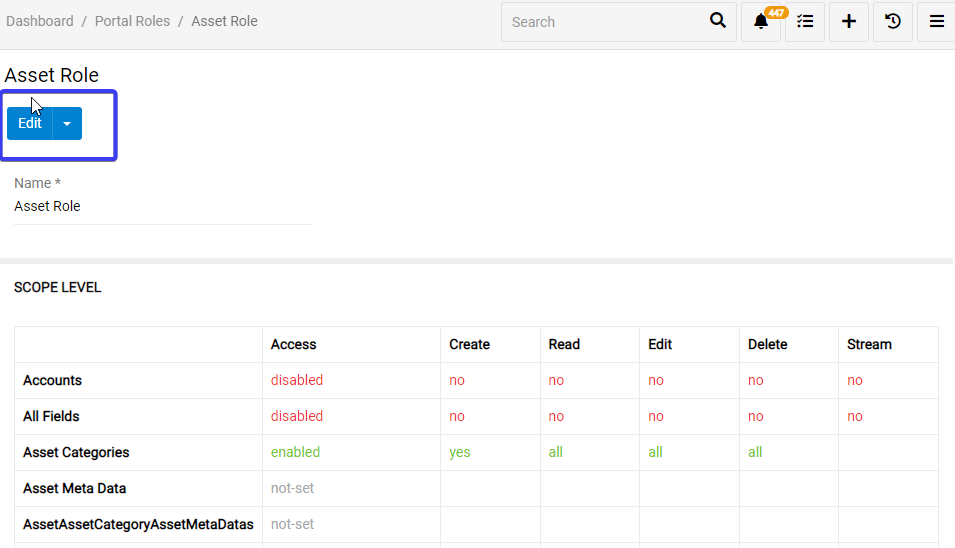 Dashboard / Portal Roles / Asset Role
Search
447
Asset Role
Edit
Name *
Asset Role
SCOPE LEVEL
Access Create Read Edit Delete Stream
Accounts disabled no no no no no
All Fields disabled no no no no no
Asset Categories enabled yes all all all
Asset Meta Data not-set
AssetAssetCategoryAssetMetaDatas not-set